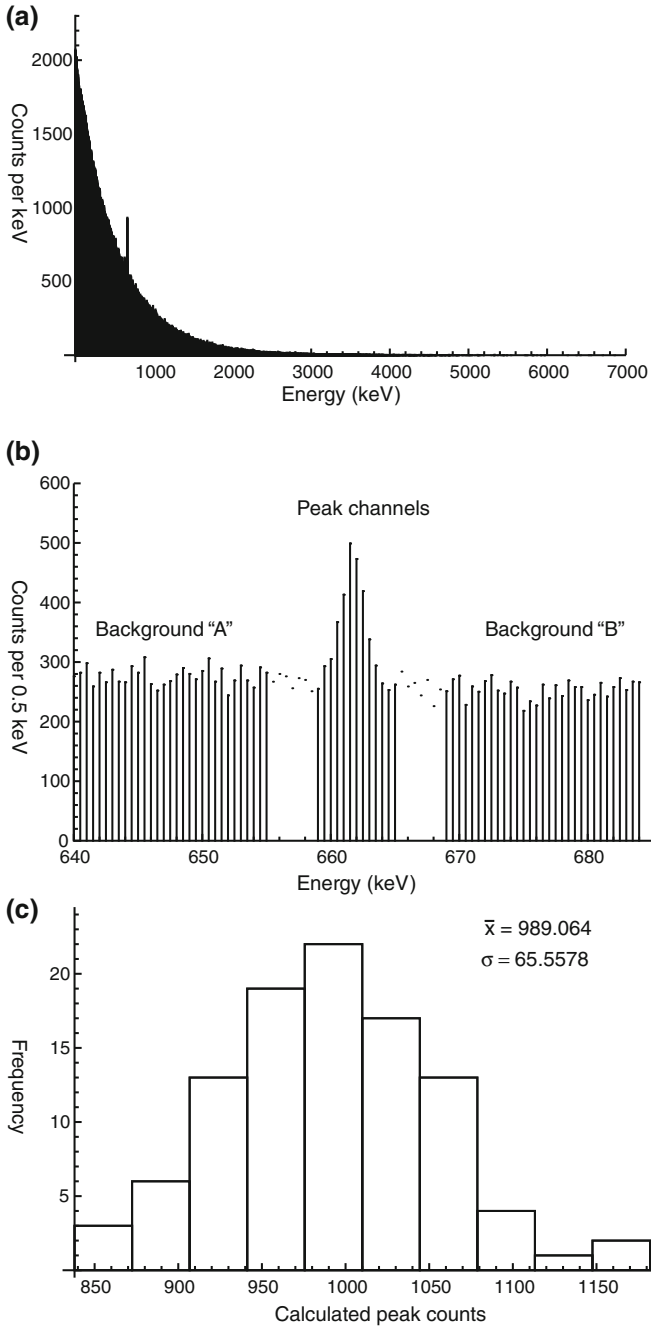 (a)
2000
1500
1000
500
Counts per keV
1000 2000 3000 4000 5000 6000 7000
Energy (keV)
(b)
600
500
400
300
200
100
0
Counts per 0.5 keV
Peak channels
Background “A”
Background “B”
640 650 660 670 680
Energy (keV)
(c)
x̅ = 989.064
σ = 65.5578
20
15
10
5
Frequency
850 900 950 1000 1050 1100 1150
Calculated peak counts